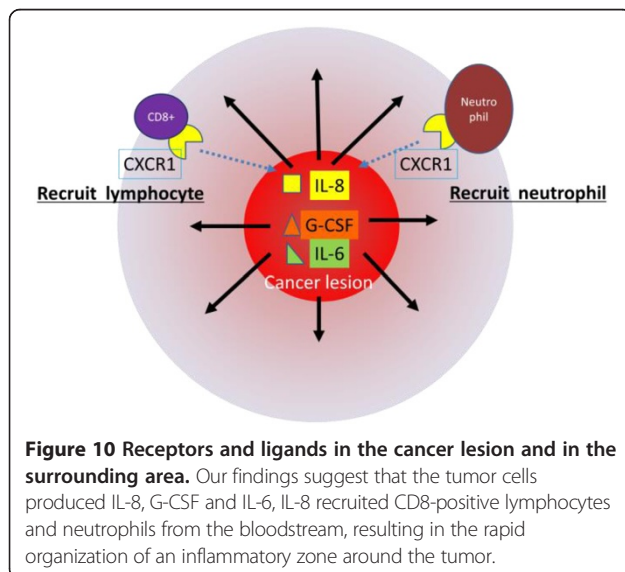 CD8+
Neutro
phil
CXCR1
CXCR1
IL-8
Recruit lymphocyte
Recruit neutrophil
G-CSF
IL-6
Cancer lesion
Figure 10 Receptors and ligands in the cancer lesion and in the
surrounding area. Our findings suggest that the tumor cells
produced IL-8, G-CSF and IL-6, IL-8 recruited CD8-positive lymphocytes
and neutrophils from the bloodstream, resulting in the rapid
organization of an inflammatory zone around the tumor.